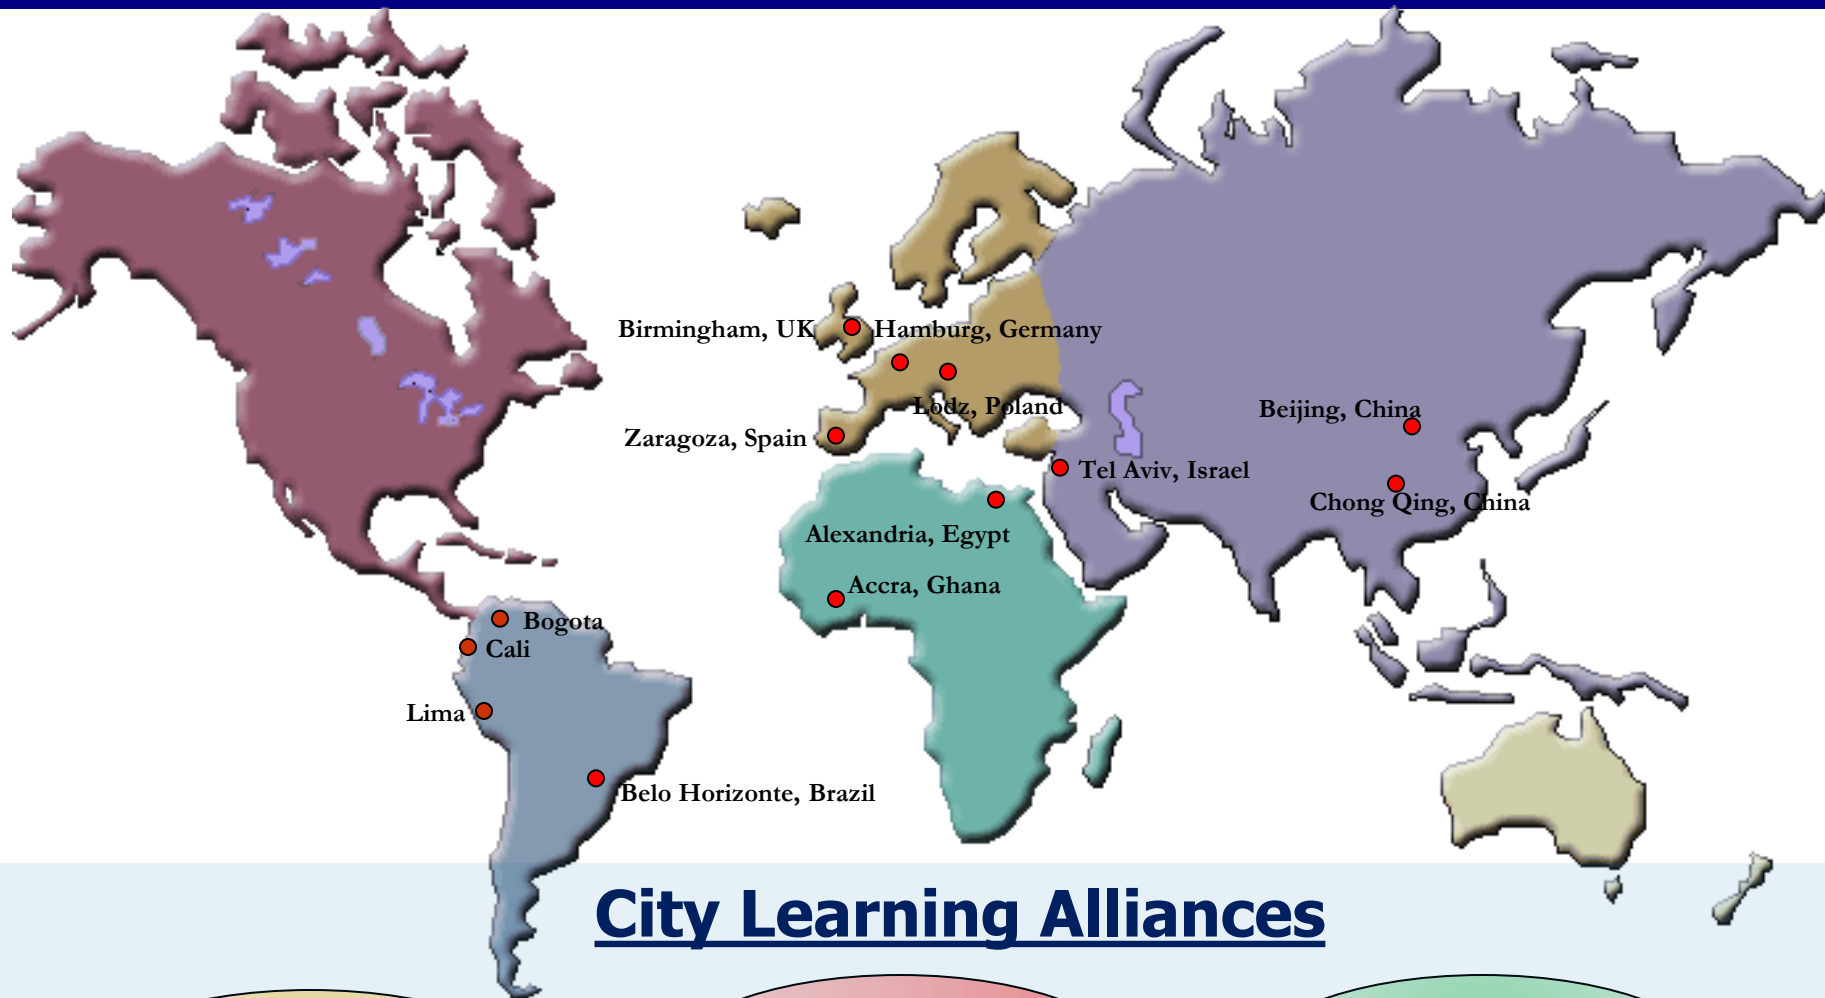 Birmingham, UK
Hamburg, Germany
Lodz, Poland
Zaragoza, Spain
Beijing, China
Tel Aviv, Israel
Chong Qing, China
Alexandria, Egypt
Accra, Ghana
Bogota
Cali
Lima
Belo Horizonte, Brazil
City Learning Alliances